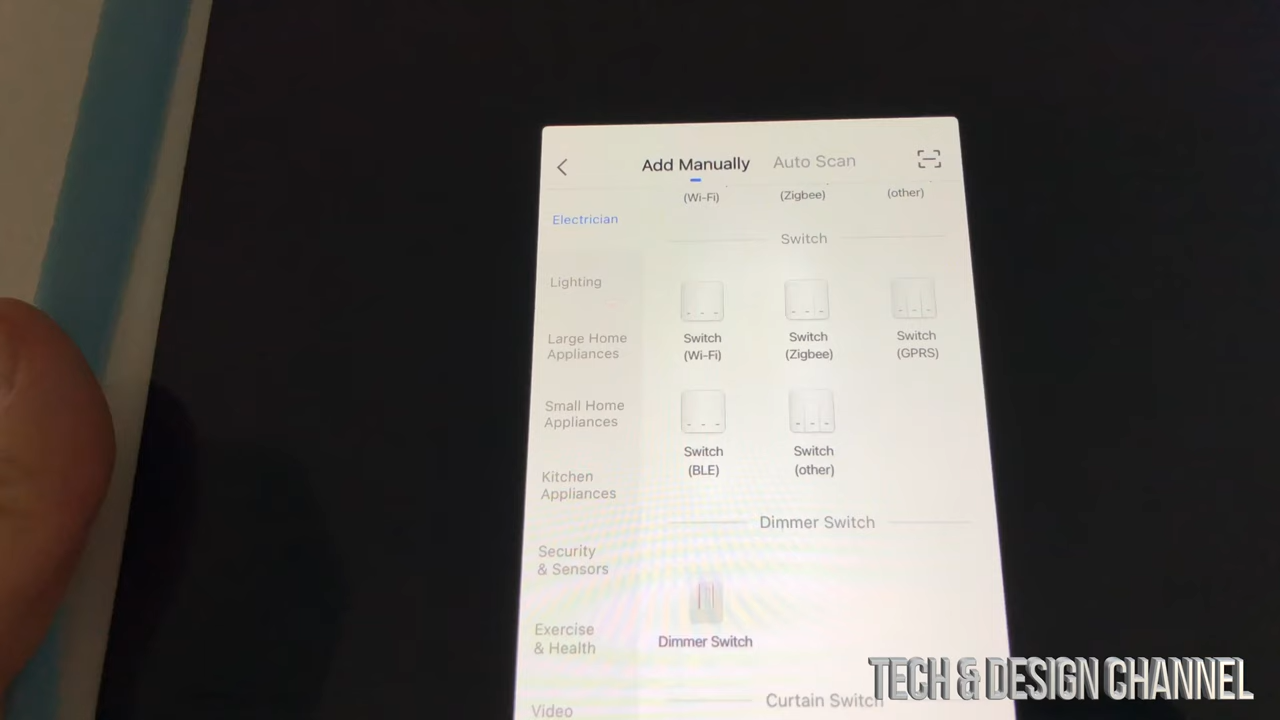 Add Manually
Auto Scan
(Wi-Fi)
(Zigbee)
(other)
Electrician
Lighting
Large Home
Appliances
Small Home
Appliances
Kitchen
Appliances
Security
& Sensors
Exercise
& Health
Video
Switch
Switch
(Wi-Fi)
Switch
(Zigbee)
Switch
(GPRS)
Switch
(BLE)
Switch
(other)
Dimmer Switch
Dimmer Switch
Curtain Switch
TECH & DESIGN CHANNEL